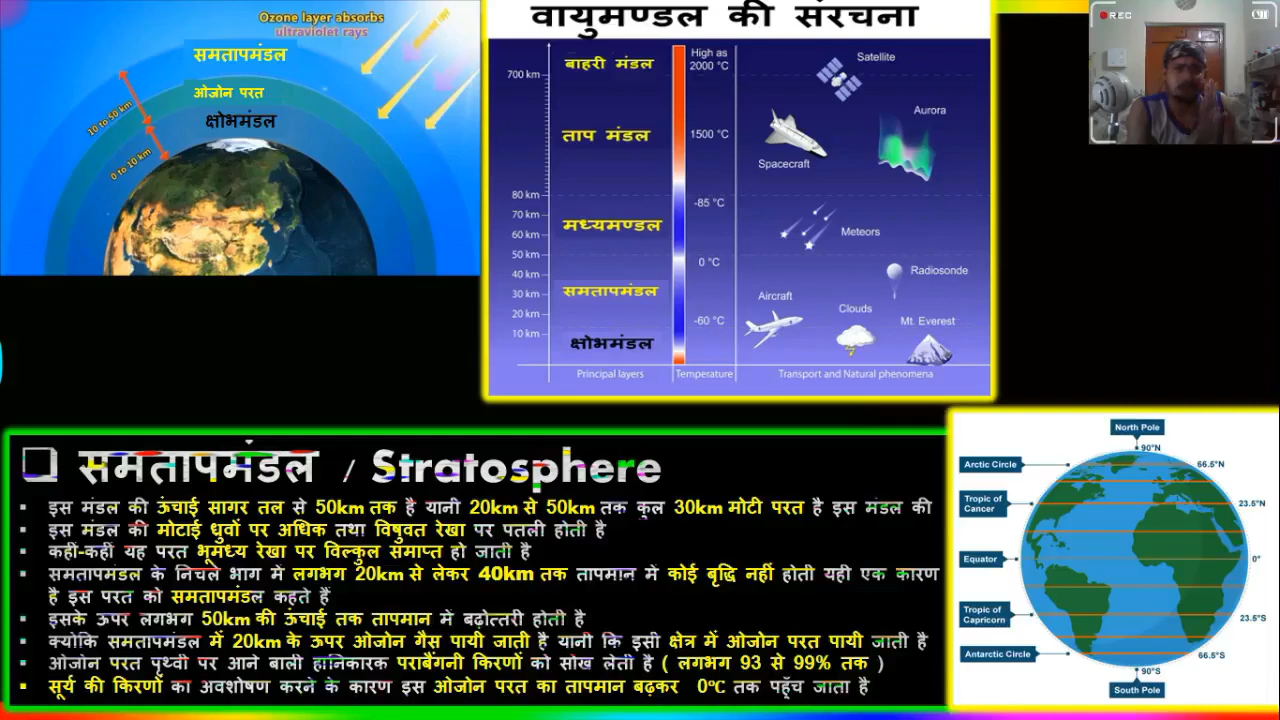 Ozone layer absorbs
ultraviolet rays
समतापमंडल
ओजोन परत
क्षोभमंडल
10 to 50 km
0 to 10 km
वायुमण्डल की संरचना
700 km
80 km
70 km
60 km
50 km
40 km
30 km
20 km
10 km
बाहरी मंडल
ताप मंडल
मध्यमण्डल
समतापमंडल
क्षोभमंडल
Principal layers
High as
2000 °C
1500 °C
-85 °C
0 °C
-60 °C
Temperature
Satellite
Aurora
Spacecraft
Meteors
Radiosonde
Aircraft
Clouds
Mt. Everest
Transport and Natural phenomena
REC
समतापमंडल / Stratosphere
इस मंडल की ऊंचाई सागर तल से 50km तक है यानी 20km से 50km तक कुल 30km मोटी परत है इस मंडल की
इस मंडल की मोटाई धुवों पर अधिक तथा विषुवत रेखा पर पतली होती है
कहीं-कहीं यह परत भूमध्य रेखा पर विल्कुल समाप्त हो जाती है
समतापमंडल के निचले भाग में लगभग 20km से लेकर 40km तक तापमान में कोई बृद्धि नहीं होती यही एक कारण
है इस परत को समतापमंडल कहते हैं
इसके ऊपर लगभग 50km की ऊंचाई तक तापमान में बढ़ोत्तरी होती है
क्योकि समतापमंडल में 20km के ऊपर ओजोन गैस पायी जाती है यानी कि इसी क्षेत्र में ओजोन परत पायी जाती है
ओजोन परत पृथ्वी पर आने बाली हानिकारक पराबैंगनी किरणों को सोख लेती है ( लगभग 93 से 99% तक )
सूर्य की किरणों का अवशोषण करने के कारण इस ओजोन परत का तापमान बढ़कर 0°C तक पहुँच जाता है
North Pole
90°N
Arctic Circle
66.5°N
Tropic of
Cancer
23.5°N
Equator
0°
Tropic of
Capricorn
23.5°S
Antarctic Circle
66.5°S
90°S
South Pole